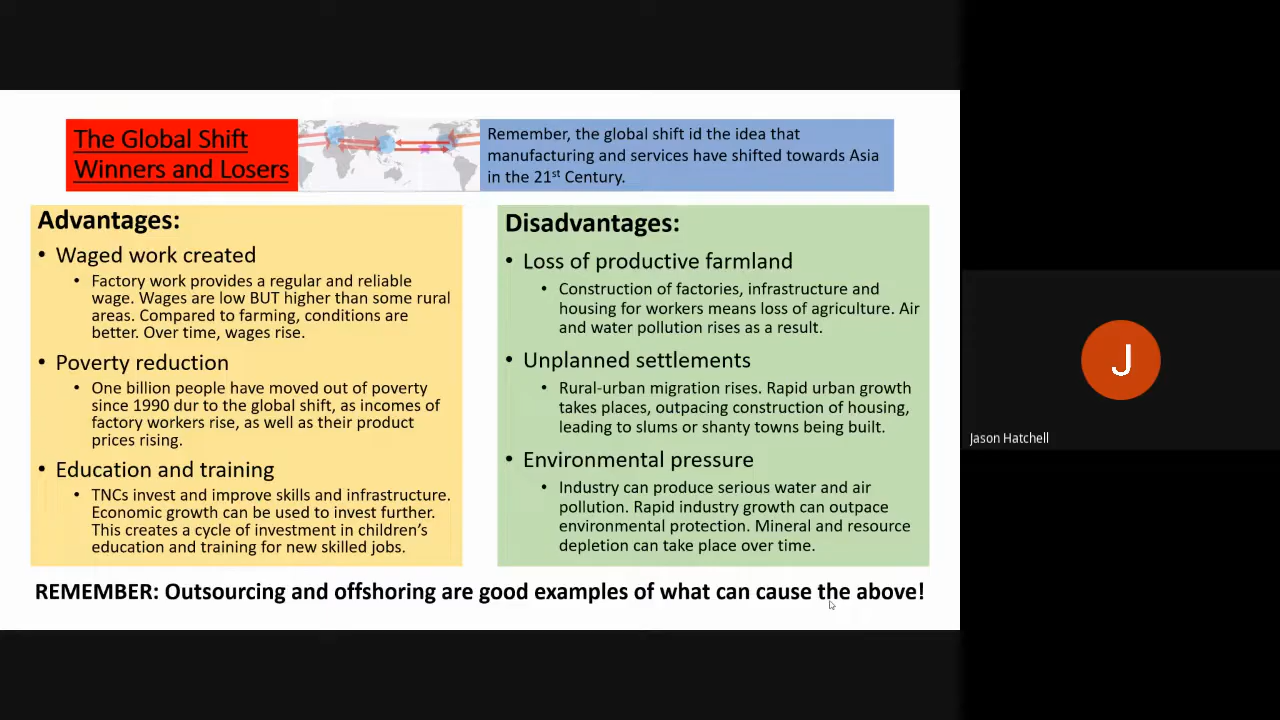 The Global Shift
Winners and Losers
Remember, the global shift id the idea that
manufacturing and services have shifted towards Asia
in the 21st Century.
Advantages:
• Waged work created
• Factory work provides a regular and reliable
wage. Wages are low BUT higher than some rural
areas. Compared to farming, conditions are
better. Over time, wages rise.
• Poverty reduction
• One billion people have moved out of poverty
since 1990 dur to the global shift, as incomes of
factory workers rise, as well as their product
prices rising.
• Education and training
• TNCs invest and improve skills and infrastructure.
Economic growth can be used to invest further.
This creates a cycle of investment in children's
education and training for new skilled jobs.
Disadvantages:
• Loss of productive farmland
• Construction of factories, infrastructure and
housing for workers means loss of agriculture. Air
and water pollution rises as a result.
• Unplanned settlements
• Rural-urban migration rises. Rapid urban growth
takes places, outpacing construction of housing,
leading to slums or shanty towns being built.
• Environmental pressure
• Industry can produce serious water and air
pollution. Rapid industry growth can outpace
environmental protection. Mineral and resource
depletion can take place over time.
REMEMBER: Outsourcing and offshoring are good examples of what can cause the above!
J
Jason Hatchell